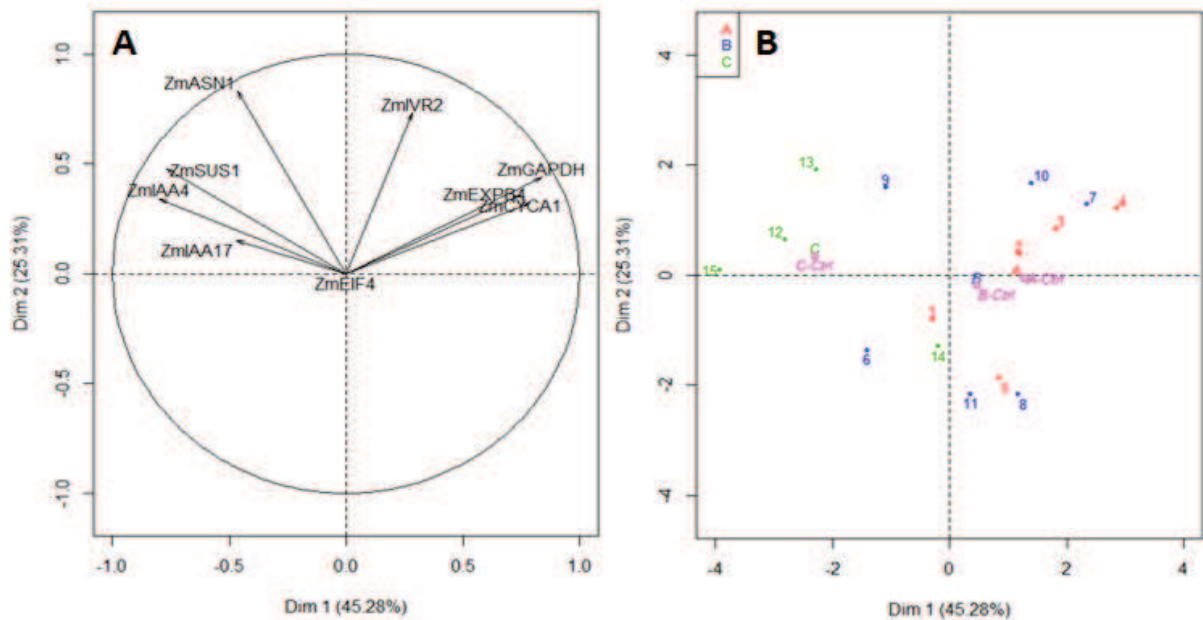 A
ZmASN1
ZmIVR2
ZmSUS1
ZmGAPDH
ZmIAA4
ZmEXPB4
ZmCYCA1
ZmIAA17
ZmEIF4
1.0
0.5
0.0
-0.5
-1.0
Dim 2 (25.31%)
-1.0
-0.5
0.0
0.5
1.0
Dim 1 (45.28%)
B
A
B
C
13
9
10
7
4
3
12
C
C-Ctrl
15
B-Ctrl
A-Ctrl
1
14
6
5
11
8
4
2
0
-2
-4
Dim 2 (25.31%)
-4
-2
0
2
4
Dim 1 (45.28%)